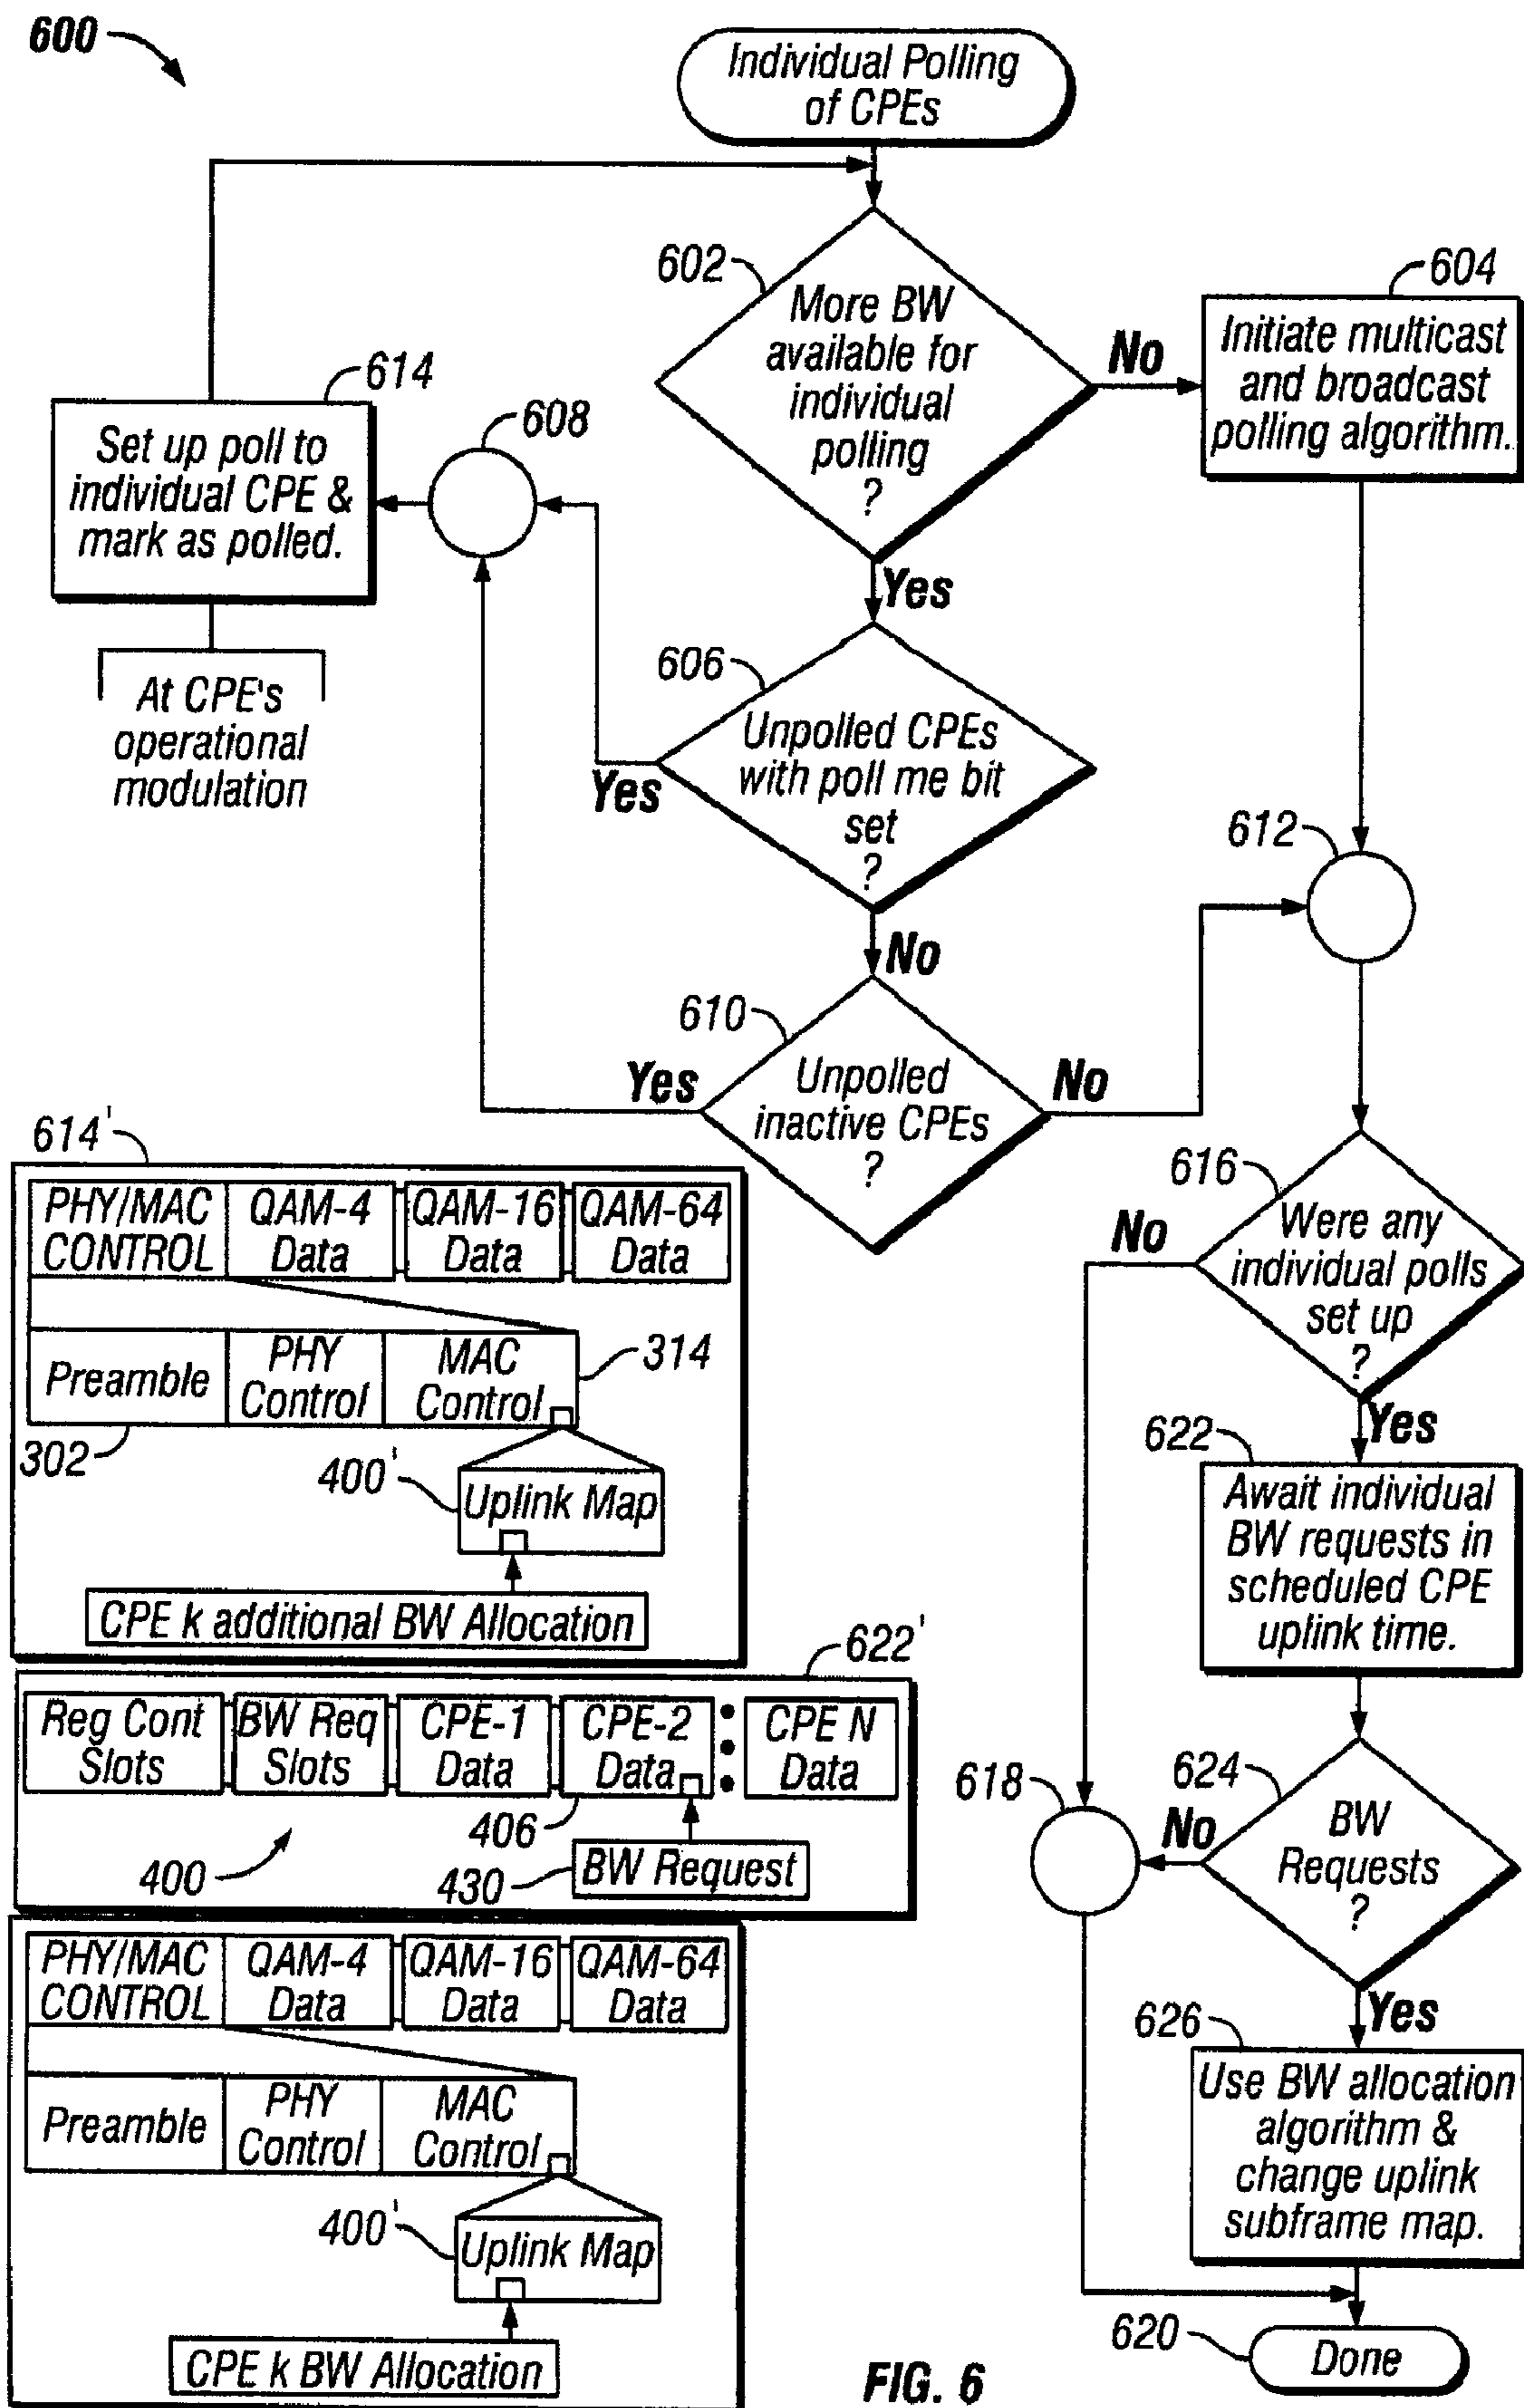 600
Individual Polling
of CPEs
602
More BW
available for
individual
polling
?
No
604
Initiate multicast
and broadcast
polling algorithm.
614
Set up poll to
individual CPE &
mark as polled.
At CPE's
operational
modulation
608
Yes
606
Unpolled CPEs
with poll me bit
set
?
Yes
No
610
Unpolled
inactive CPEs
?
Yes
No
612
616
Were any
individual polls
set up
?
No
Yes
622
Await individual
BW requests in
scheduled CPE
uplink time.
624
BW
Requests
?
No
618
Yes
626
Use BW allocation
algorithm &
change uplink
subframe map.
620
Done
614'
PHY/MAC
CONTROL
QAM-4
Data
QAM-16
Data
QAM-64
Data
Preamble
PHY
Control
MAC
Control
314
302
400'
Uplink Map
CPE k additional BW Allocation
622'
Reg Cont
Slots
BW Req
Slots
CPE-1
Data
CPE-2
Data
CPE N
Data
406
400
430
BW Request
PHY/MAC
CONTROL
QAM-4
Data
QAM-16
Data
QAM-64
Data
Preamble
PHY
Control
MAC
Control
400'
Uplink Map
CPE k BW Allocation
FIG. 6